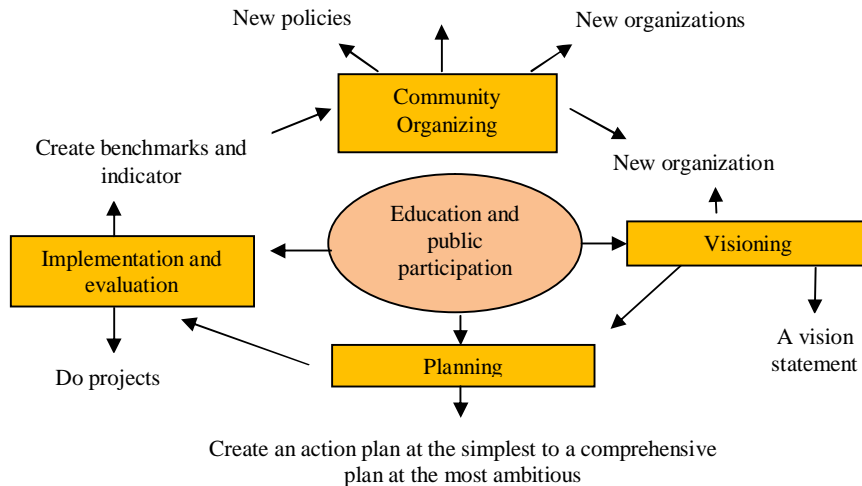 New policies
New organizations
Community
Organizing
Create benchmarks and
indicator
New organization
Education and
public
participation
Implementation and
evaluation
Visioning
A vision
statement
Do projects
Planning
Create an action plan at the simplest to a comprehensive
plan at the most ambitious